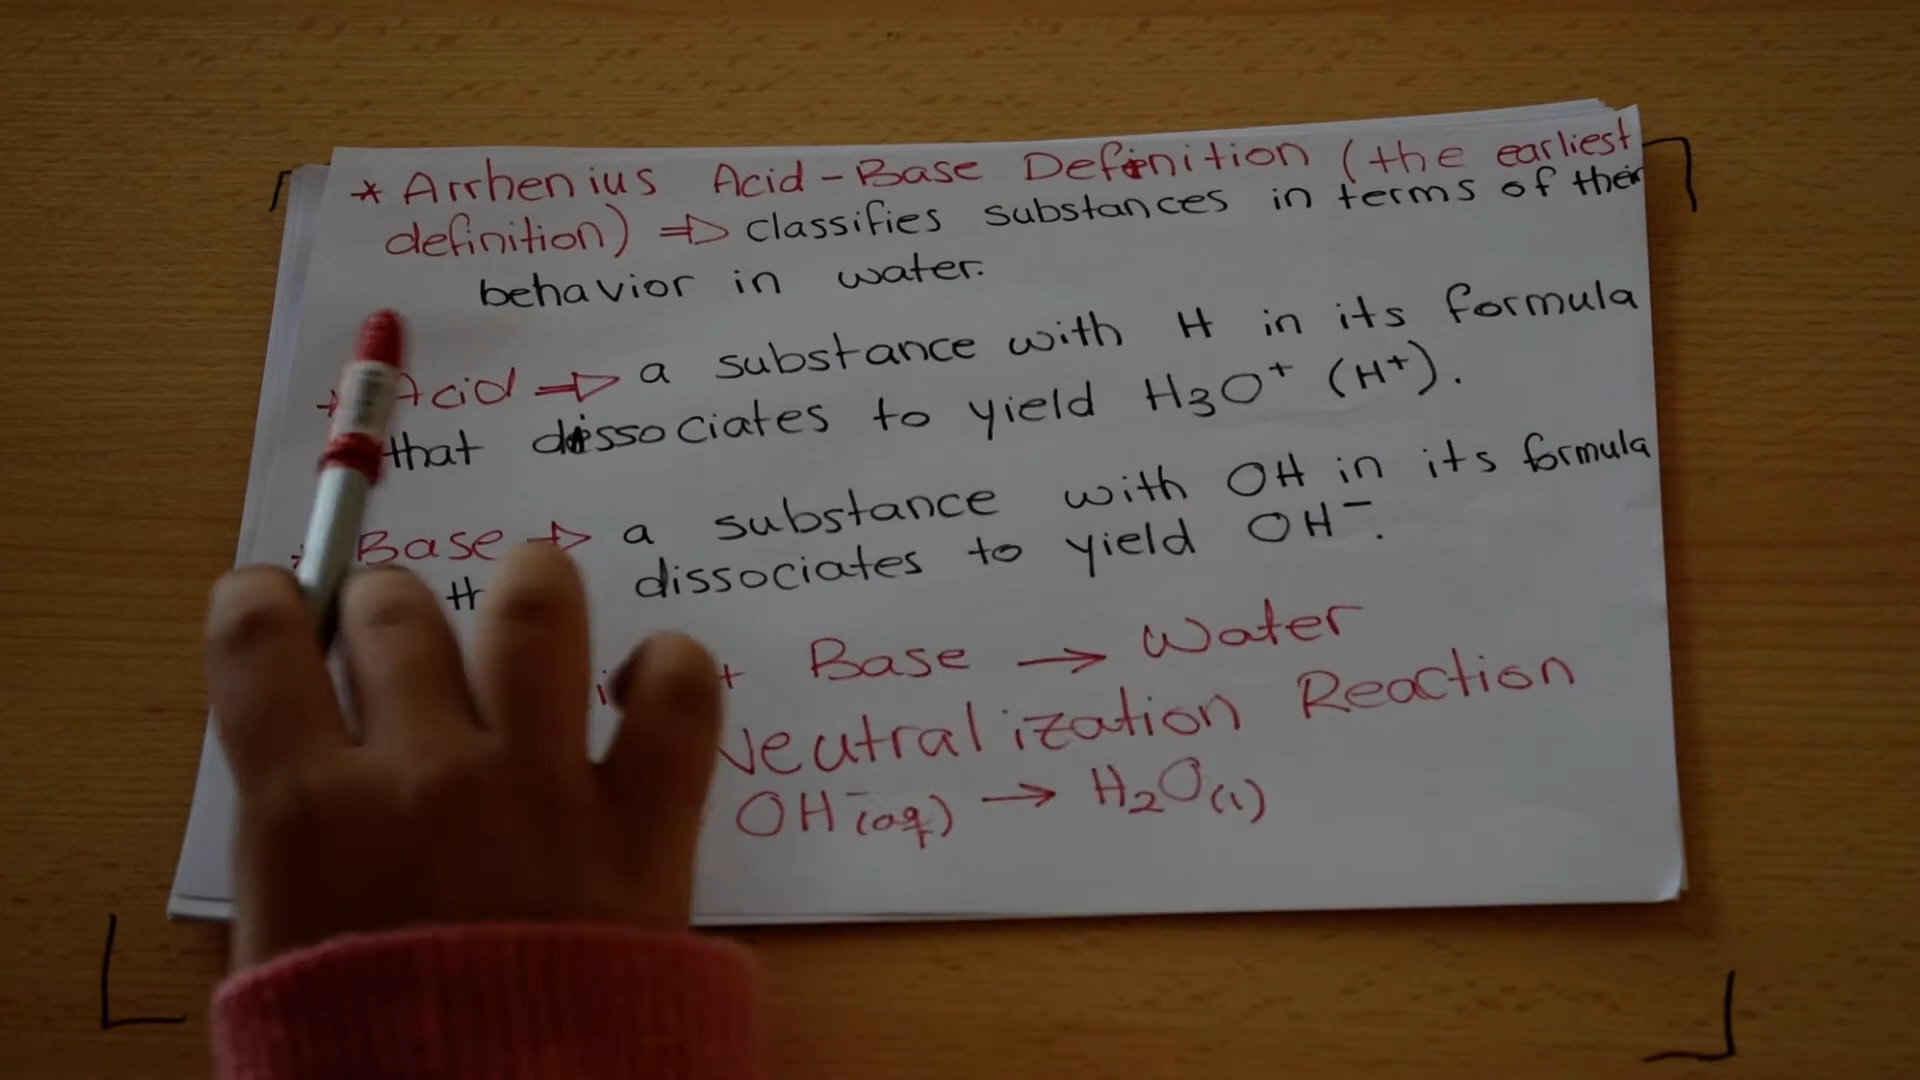 * Arrhenius Acid-Base Definition (the earliest
definition) ⇒ classifies substances in terms of their
behavior in water.
* Acid ⇒ a substance with H in its formula
that dissociates to yield H₃O⁺ (H⁺).
* Base ⇒ a substance with OH in its formula
dissociates to yield OH⁻.
+ Base → Water
Neutralization Reaction
OH⁻(aq) → H₂O(l)